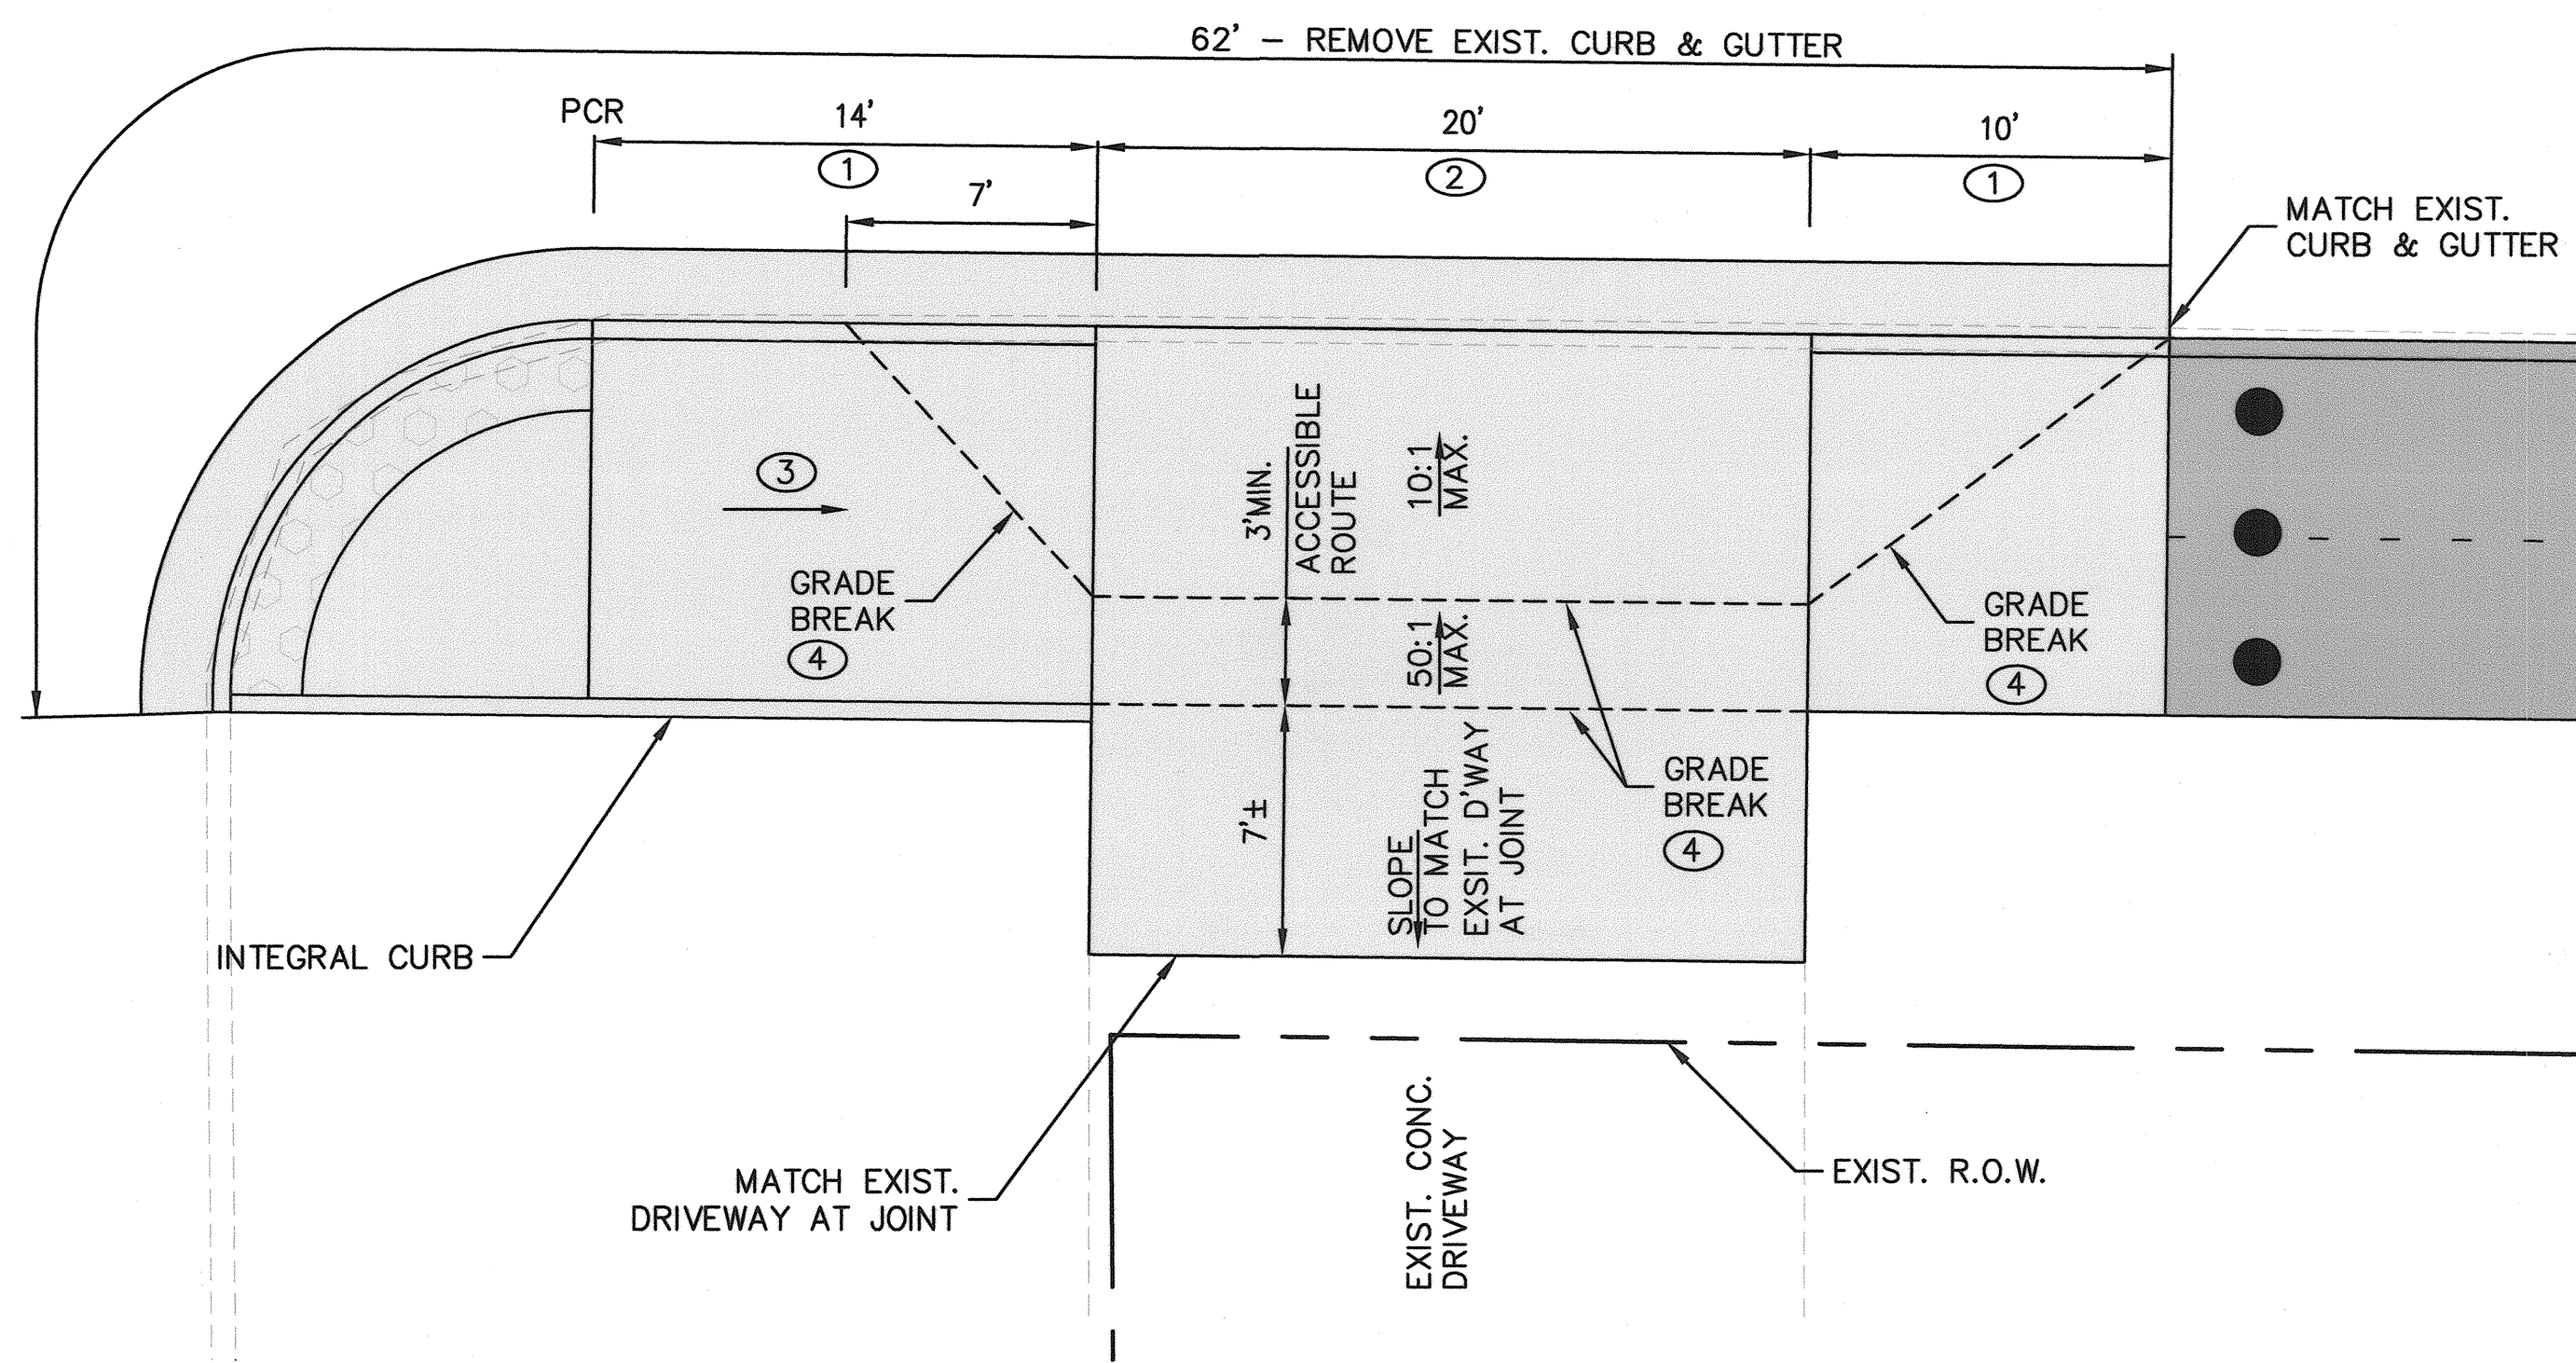 62' - REMOVE EXIST. CURB & GUTTER
PCR
14'
20'
10'
1
2
1
7'
MATCH EXIST.
CURB & GUTTER
3
3'MIN.
ACCESSIBLE
ROUTE
10:1
MAX.
GRADE
BREAK
4
50:1
MAX.
GRADE
BREAK
4
7'±
SLOPE
TO MATCH
EXSIT. D'WAY
AT JOINT
GRADE
BREAK
4
INTEGRAL CURB
MATCH EXIST.
DRIVEWAY AT JOINT
EXIST. CONC.
DRIVEWAY
EXIST. R.O.W.